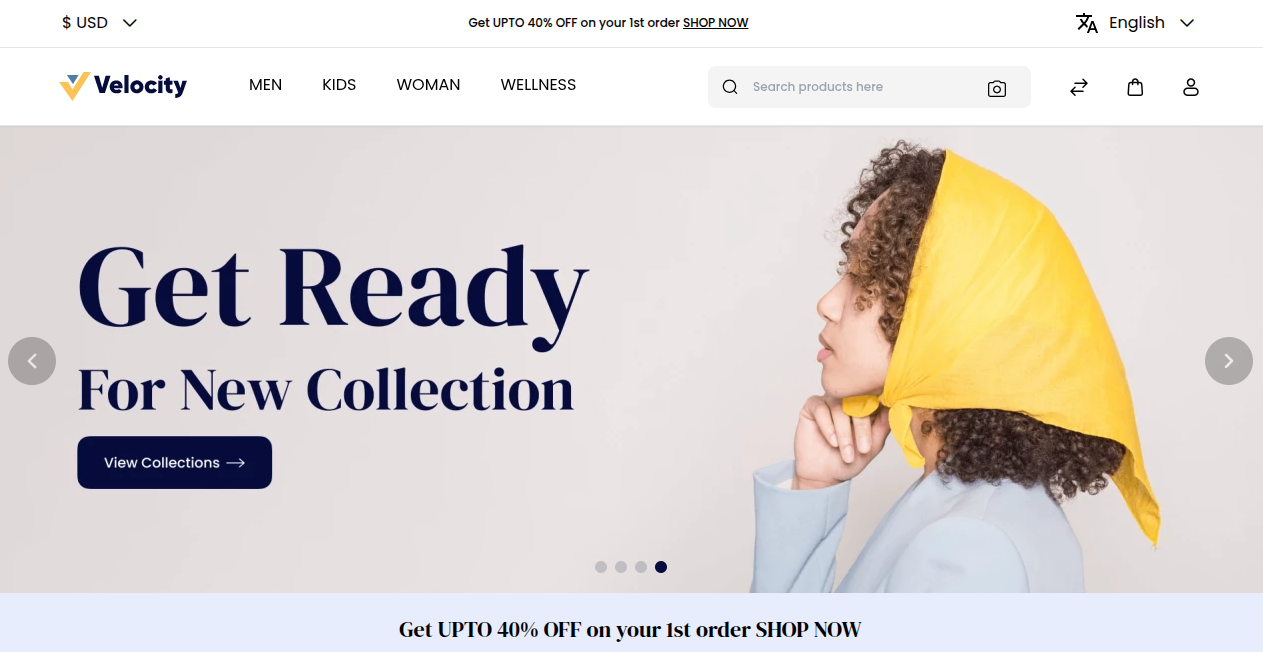 $ USD
Get UPTO 40% OFF on your 1st order SHOP NOW
English
Velocity
MEN
KIDS
WOMAN
WELLNESS
Search products here
Get Ready
For New Collection
View Collections
Get UPTO 40% OFF on your 1st order SHOP NOW